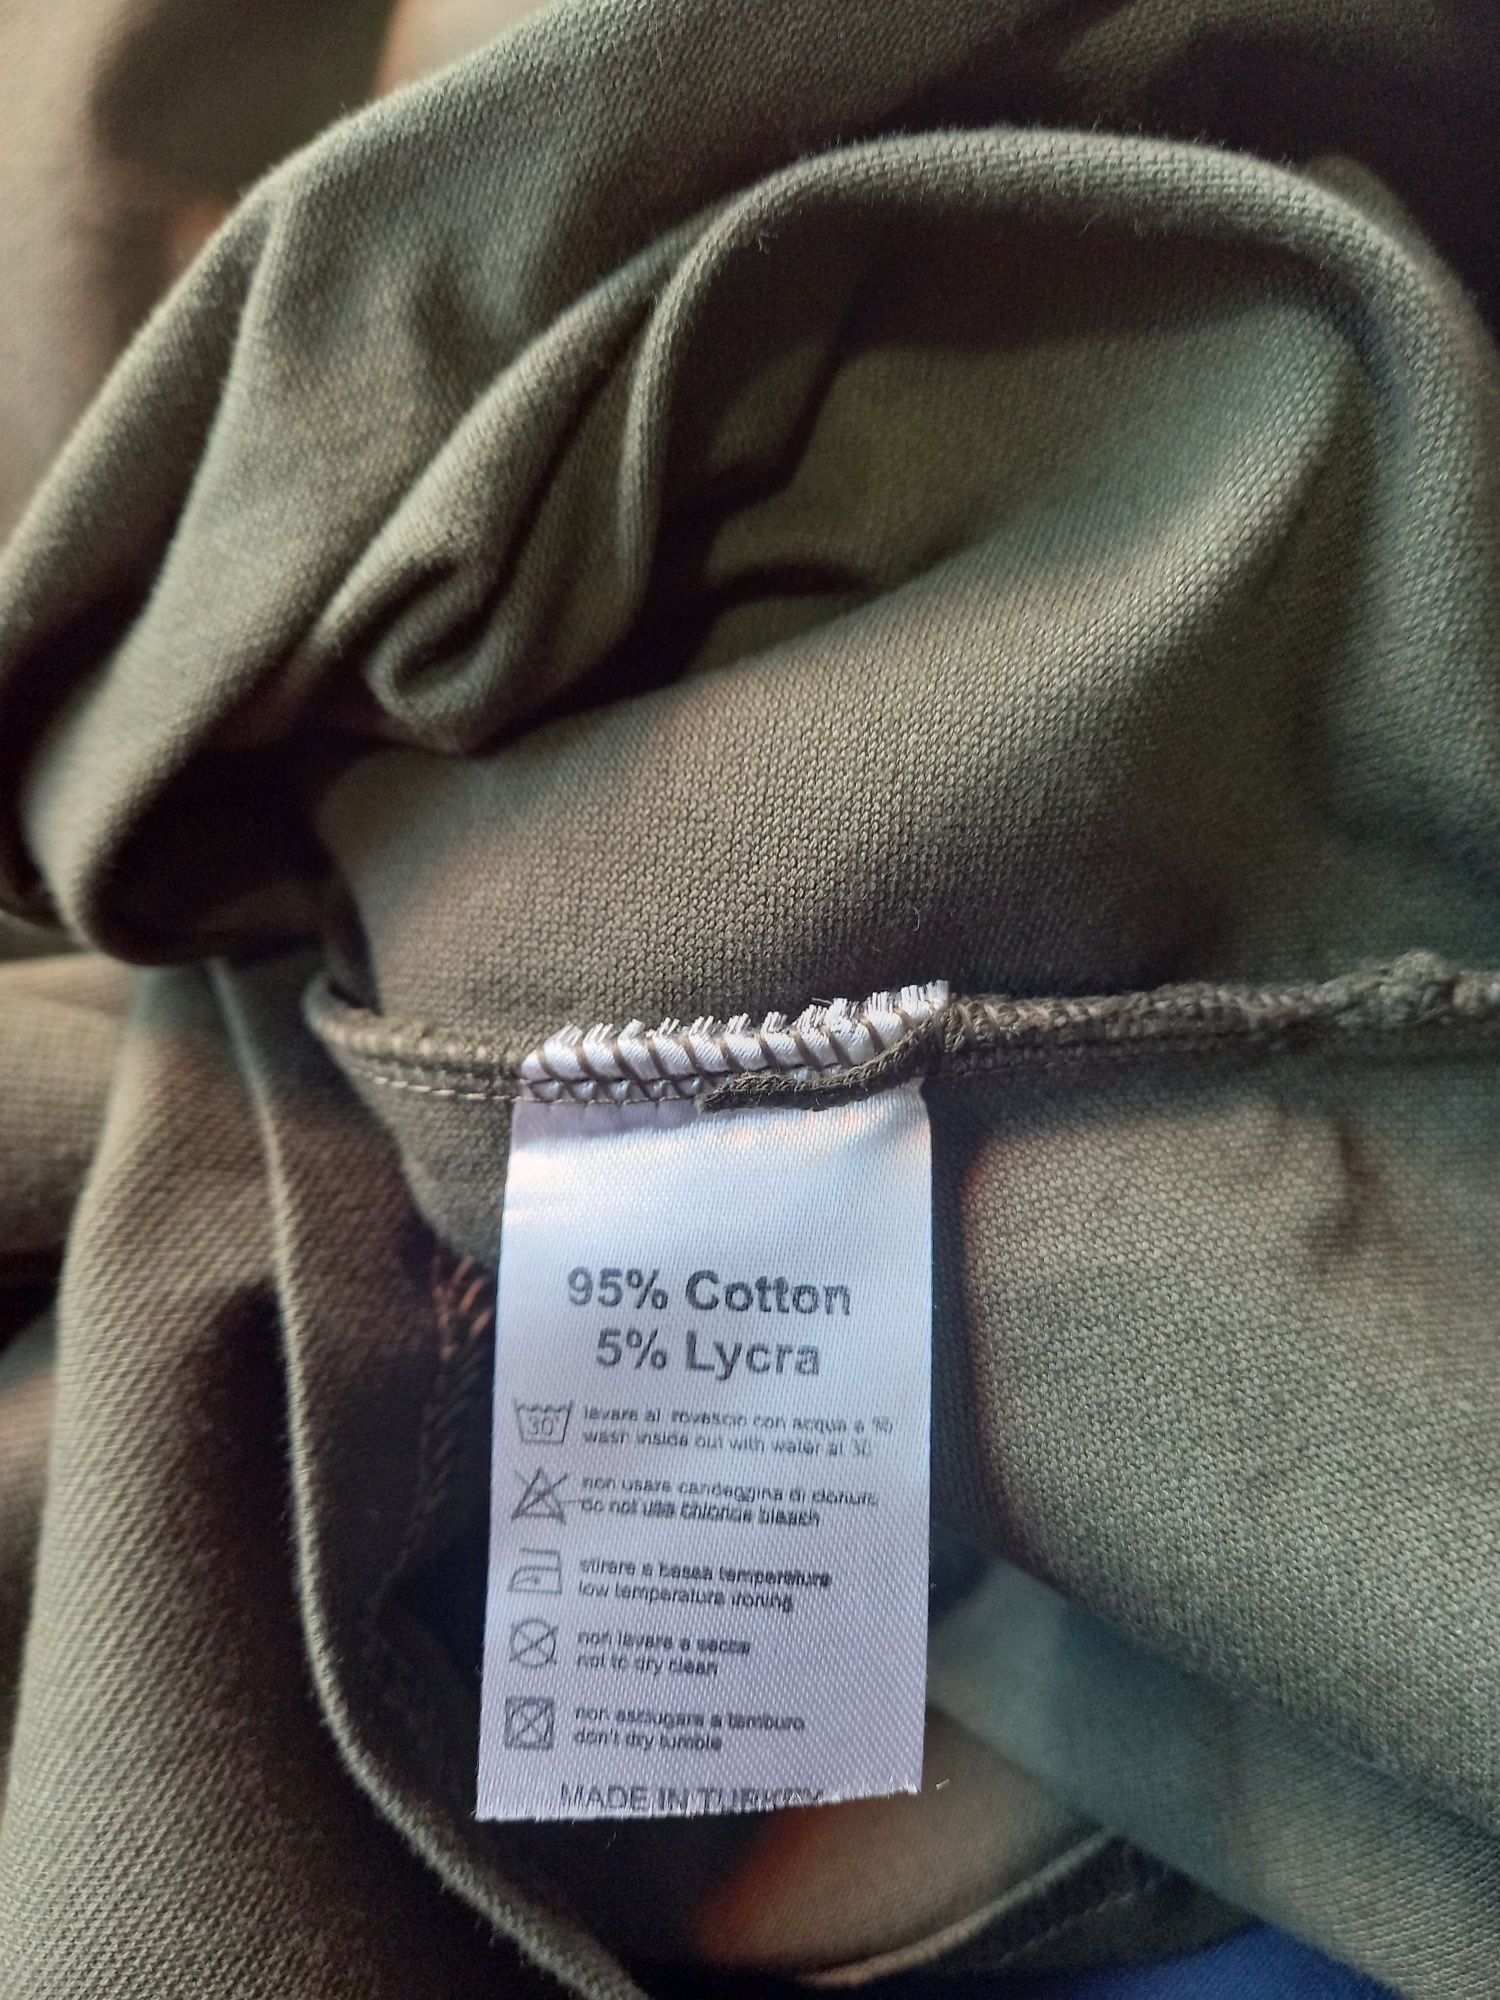 95% Cotton
5% Lycra
30°
lavare al rovescio con acqua a
wash inside out with water at 30
non usare candeggina di cloruro
do not use chlorine bleach
stirare a bassa temperature
low temperatura ironing
non lavare a secco
not to dry clean
non asciugare a tamburo
don't dry tumble
MADE IN TURKEY